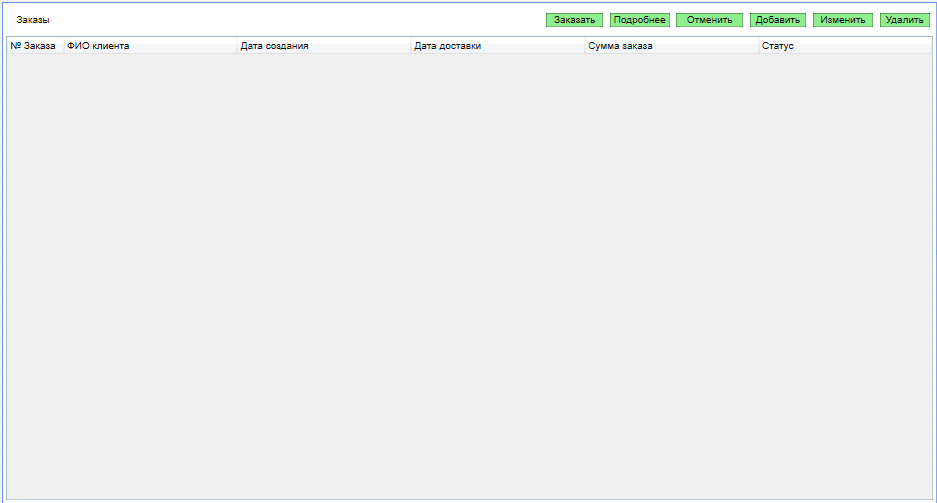 Заказы Заказать Подробнее Отменить Добавить Изменить Удалить
№ Заказа ФИО клиента Дата создания Дата доставки Сумма заказа Статус